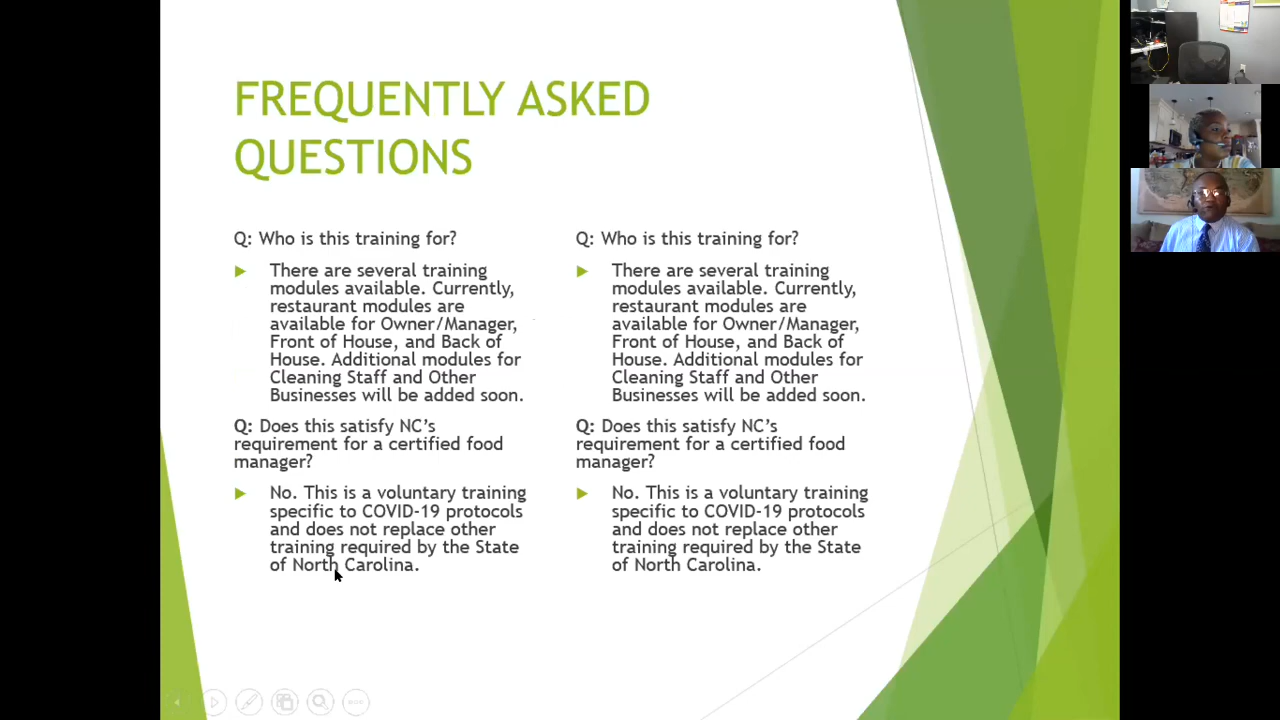 FREQUENTLY ASKED
QUESTIONS
Q: Who is this training for?
There are several training
modules available. Currently,
restaurant modules are
available for Owner/Manager,
Front of House, and Back of
House. Additional modules for
Cleaning Staff and Other
Businesses will be added soon.
Q: Does this satisfy NC’s
requirement for a certified food
manager?
No. This is a voluntary training
specific to COVID-19 protocols
and does not replace other
training required by the State
of North Carolina.
Q: Who is this training for?
There are several training
modules available. Currently,
restaurant modules are
available for Owner/Manager,
Front of House, and Back of
House. Additional modules for
Cleaning Staff and Other
Businesses will be added soon.
Q: Does this satisfy NC’s
requirement for a certified food
manager?
No. This is a voluntary training
specific to COVID-19 protocols
and does not replace other
training required by the State
of North Carolina.